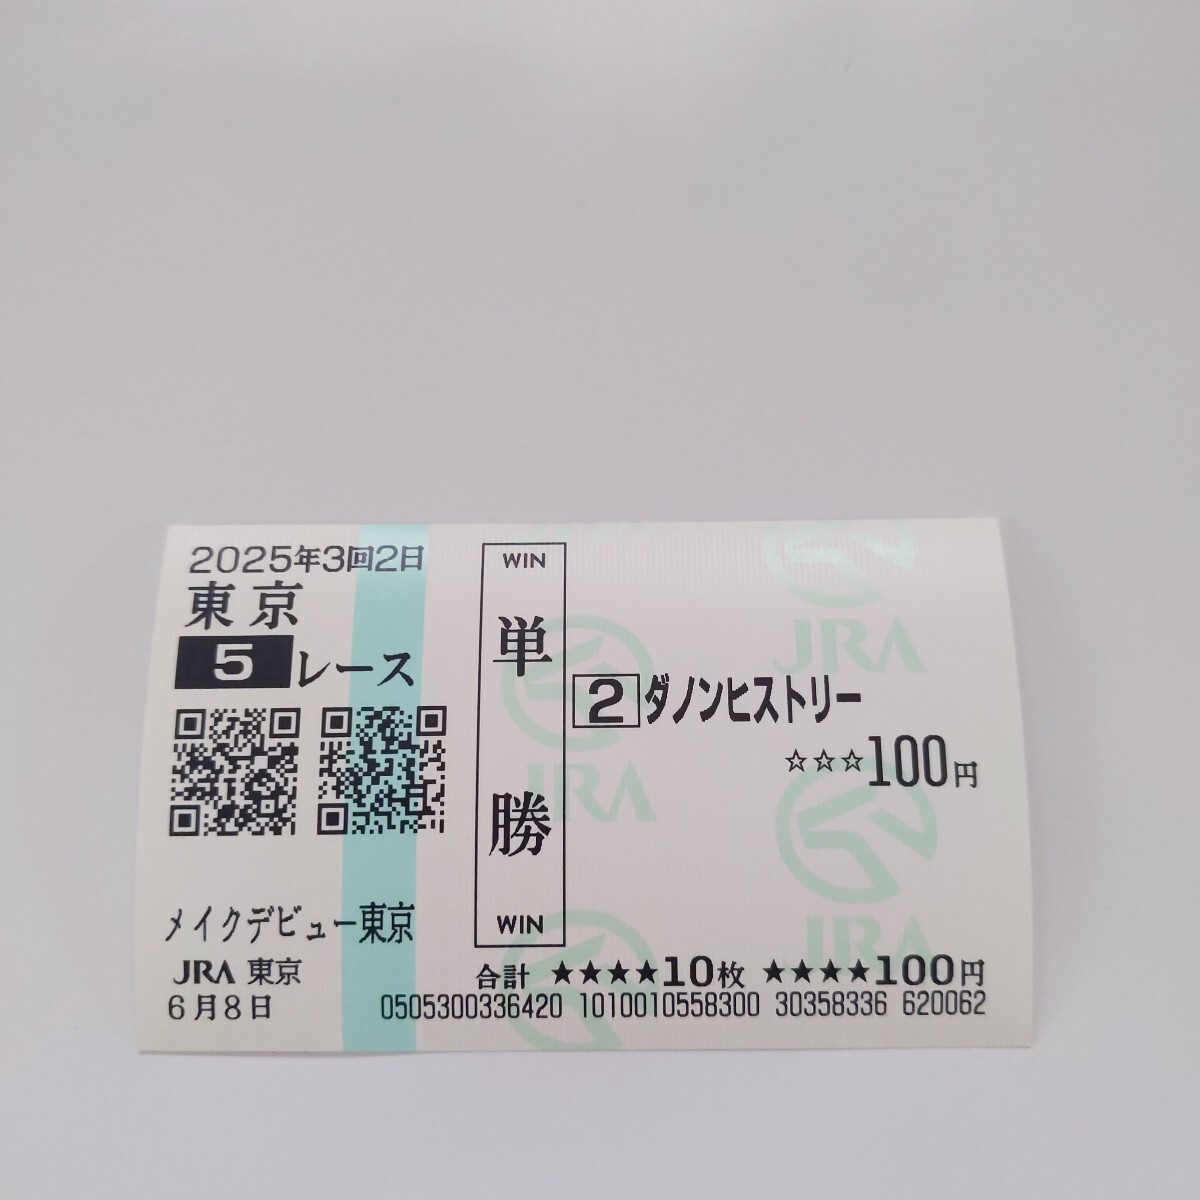 2025年3回2日
東京
5レース
メイクデビュー東京
JRA 東京
6月8日
WIN
単勝
WIN
2 ダノンヒストリー
☆☆☆100円
合計 ★★★★10枚 ★★★★100円
0505300336420 1010010558300 30358336 620062
JRA
JRA
JRA